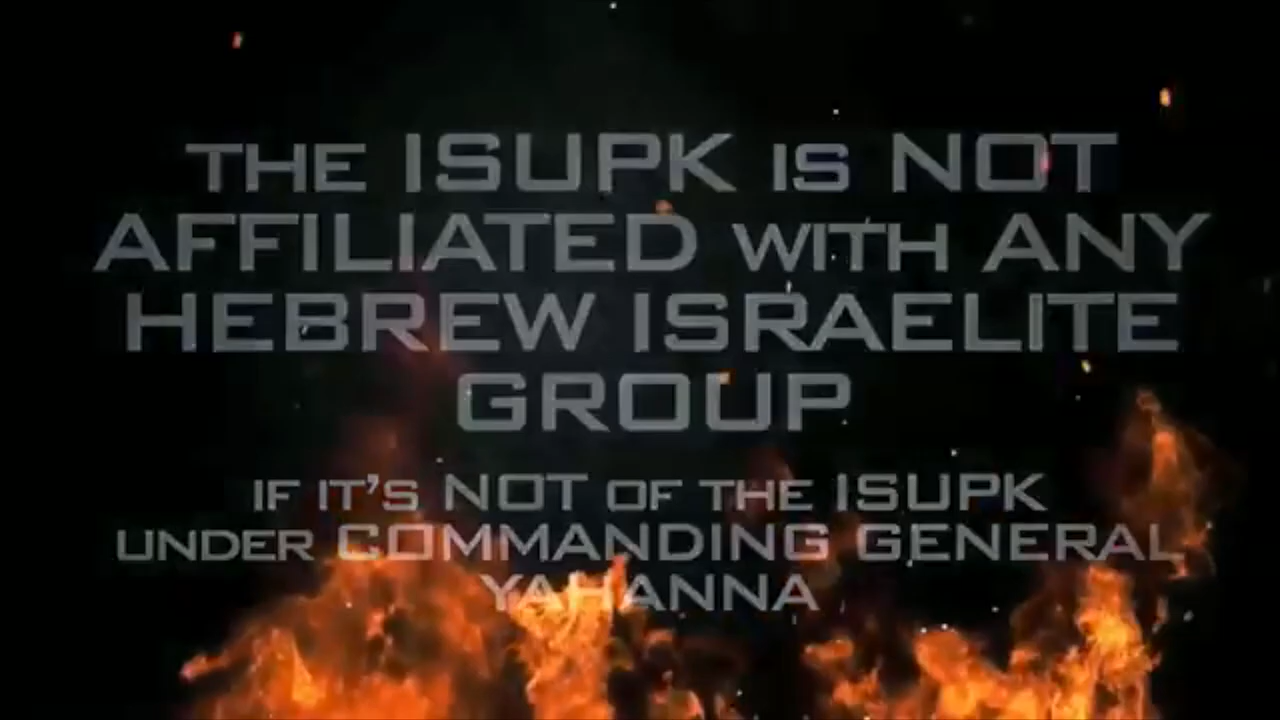 THE ISUPK IS NOT
AFFILIATED WITH ANY
HEBREW ISRAELITE
GROUP
IF IT'S NOT OF THE ISUPK
UNDER COMMANDING GENERAL
YAHANNA